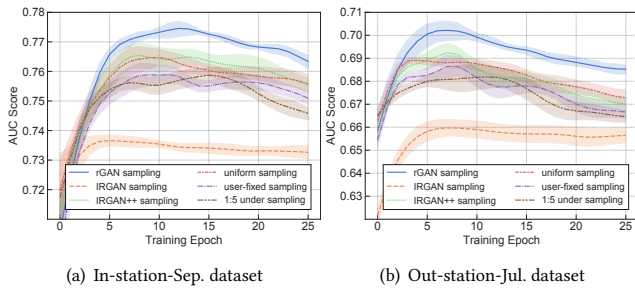 0.78
0.77
0.76
0.75
0.74
0.73
0.72
AUC Score
rGAN sampling
IRGAN sampling
IRGAN++ sampling
uniform sampling
user-fixed sampling
1:5 under sampling
0 5 10 15 20 25
Training Epoch
(a) In-station-Sep. dataset
0.71
0.70
0.69
0.68
0.67
0.66
0.65
0.64
0.63
AUC Score
rGAN sampling
IRGAN sampling
IRGAN++ sampling
uniform sampling
user-fixed sampling
1:5 under sampling
0 5 10 15 20 25
Training Epoch
(b) Out-station-Jul. dataset